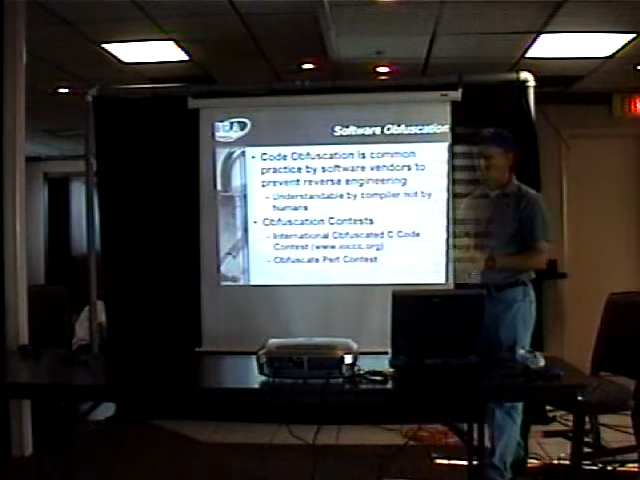 Software Obfuscation
• Code Obfuscation is common
practice by software vendors to
prevent reverse engineering
- Understandable by compiler not by
humans
• Obfuscation Contests
- International Obfuscated C Code
Contest (www.ioccc.org)
- Obfuscate Perl Contest